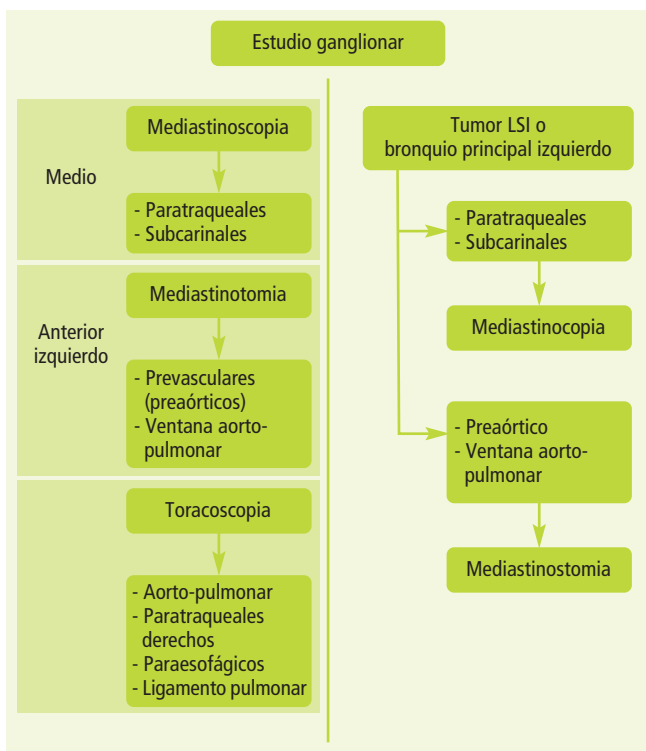 Estudio ganglionar
Medio
Mediastinoscopia
- Paratraqueales
- Subcarinales
Anterior
izquierdo
Mediastinotomia
- Prevasculares
(preaórticos)
- Ventana aorto-
pulmonar
Toracoscopia
- Aorto-pulmonar
- Paratraqueales
derechos
- Paraesofágicos
- Ligamento pulmonar
Tumor LSI o
bronquio principal izquierdo
- Paratraqueales
- Subcarinales
Mediastinocopia
- Preaórtico
- Ventana aorto-
pulmonar
Mediastinostomia